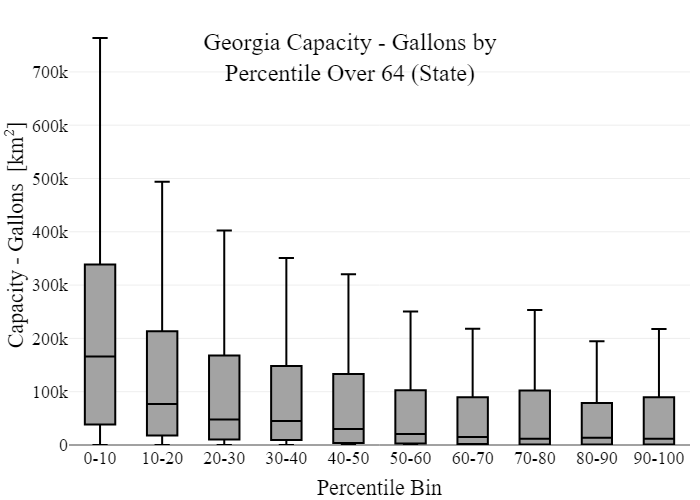 Georgia Capacity - Gallons by
Percentile Over 64 (State)
Capacity - Gallons [km²]
700k
600k
500k
400k
300k
200k
100k
0
0-10 10-20 20-30 30-40 40-50 50-60 60-70 70-80 80-90 90-100
Percentile Bin